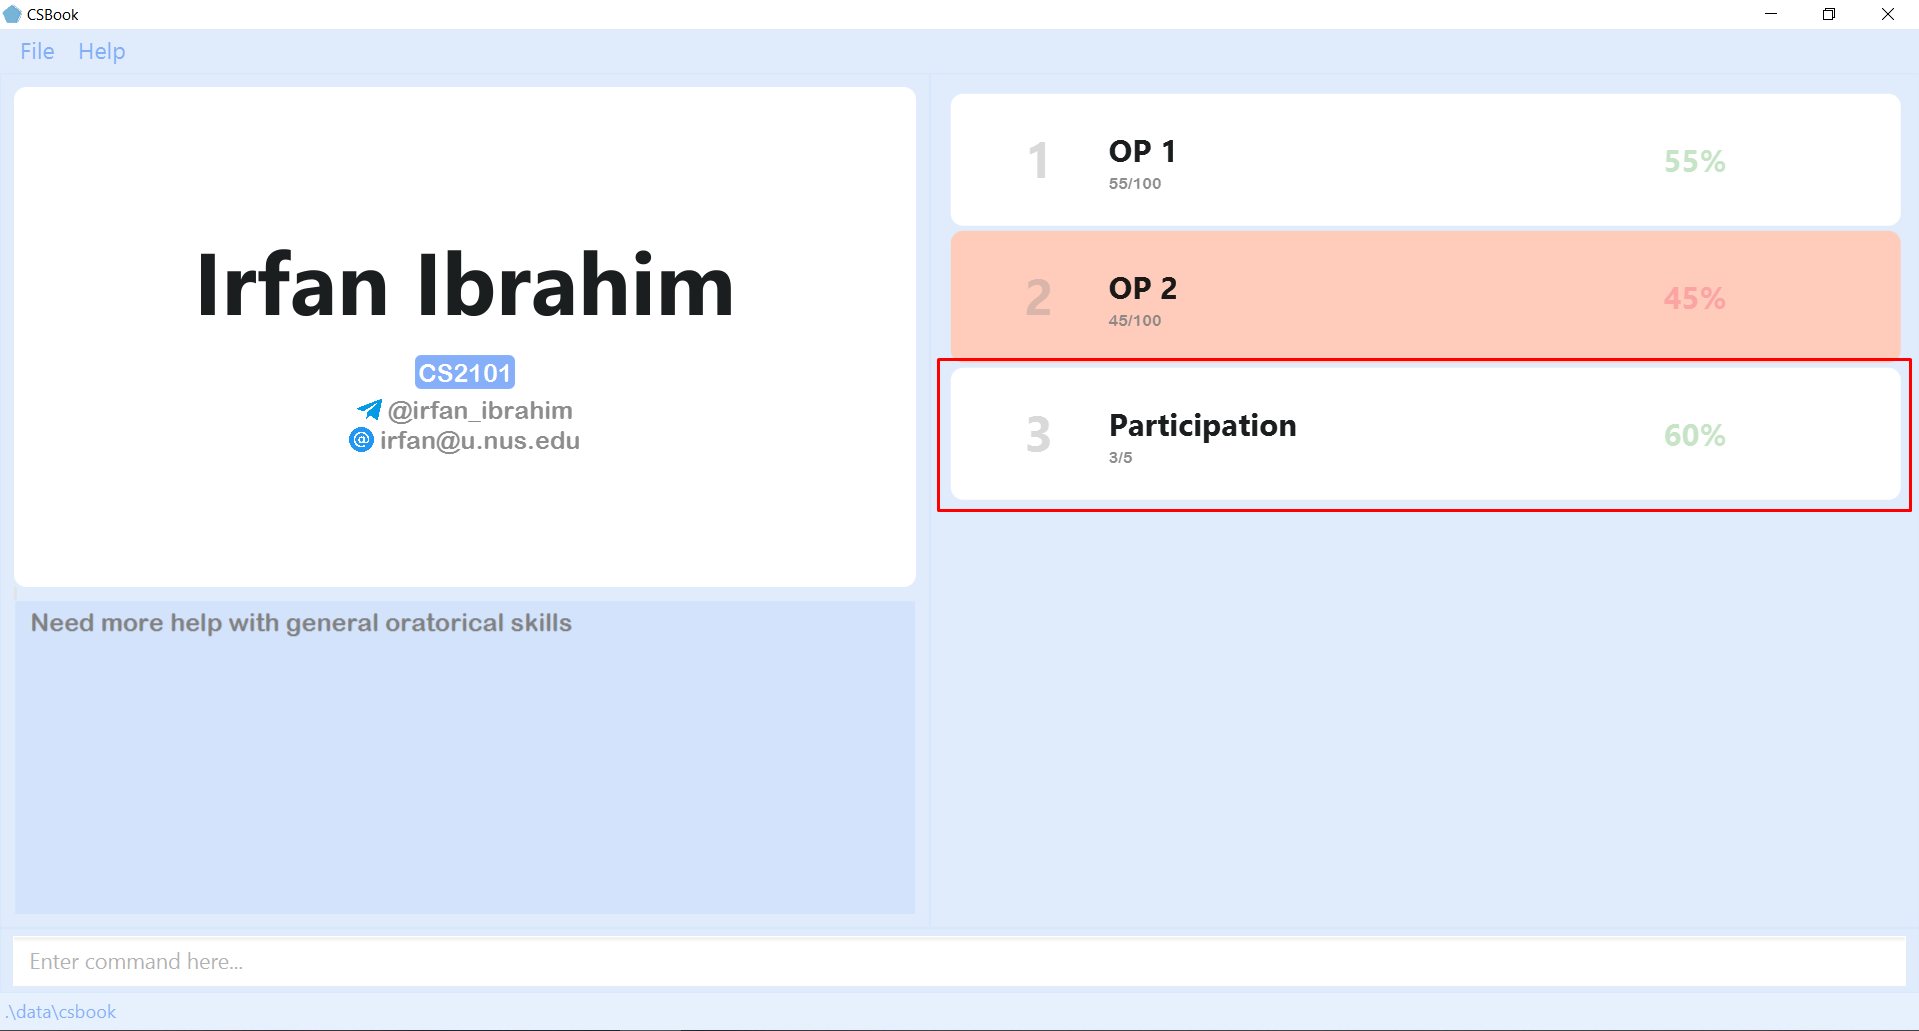 CSBook
File Help
Irfan Ibrahim
CS2101
@irfan_ibrahim
irfan@u.nus.edu
Need more help with general oratorical skills
1
OP 1
55/100
55%
2
OP 2
45/100
45%
3
Participation
3/5
60%
Enter command here...
.\data\csbook